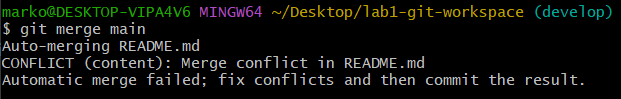 marko@DESKTOP-VIPA4V6 MINGW64 ~/Desktop/lab1-git-workspace (develop)
$ git merge main
Auto-merging README.md
CONFLICT (content): Merge conflict in README.md
Automatic merge failed; fix conflicts and then commit the result.